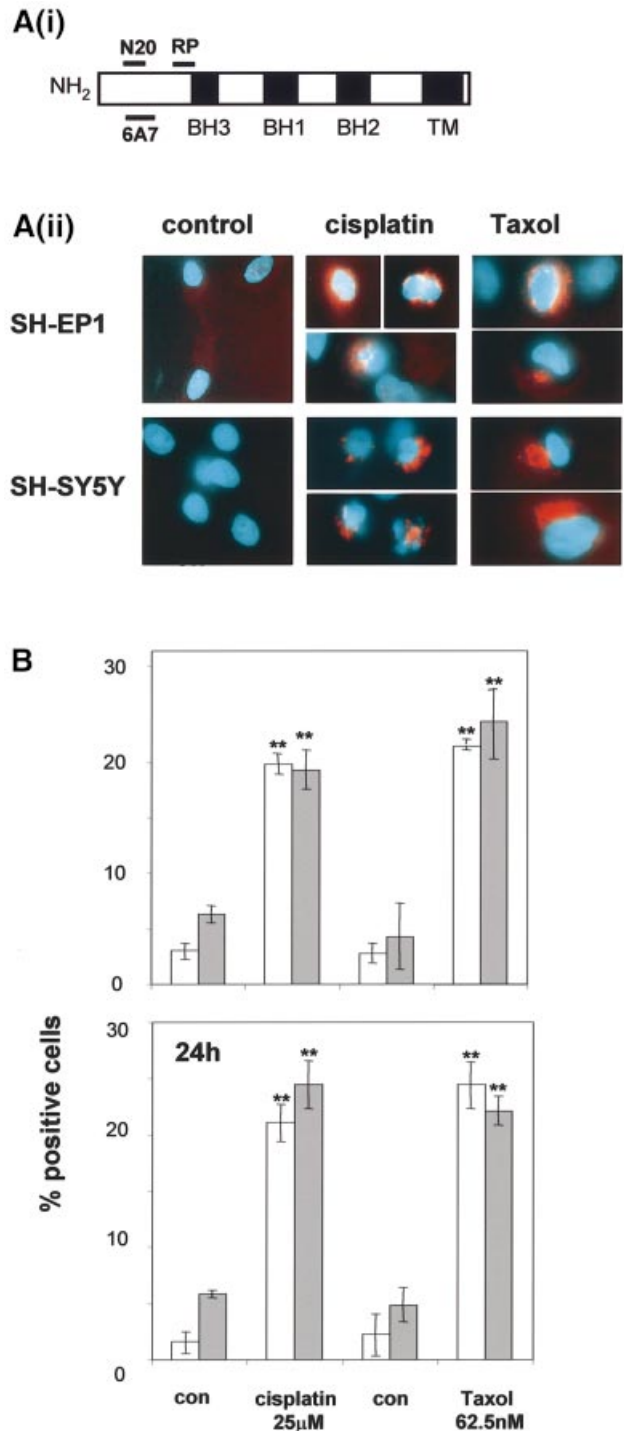 A(i)
N20 RP
NH2
6A7 BH3 BH1 BH2 TM
A(ii) control cisplatin Taxol
SH-EP1
SH-SY5Y
B
30
** ** ** **
20
10
0
30
24h
** ** ** **
20
10
0
% positive cells
con cisplatin con Taxol
25µM 62.5nM